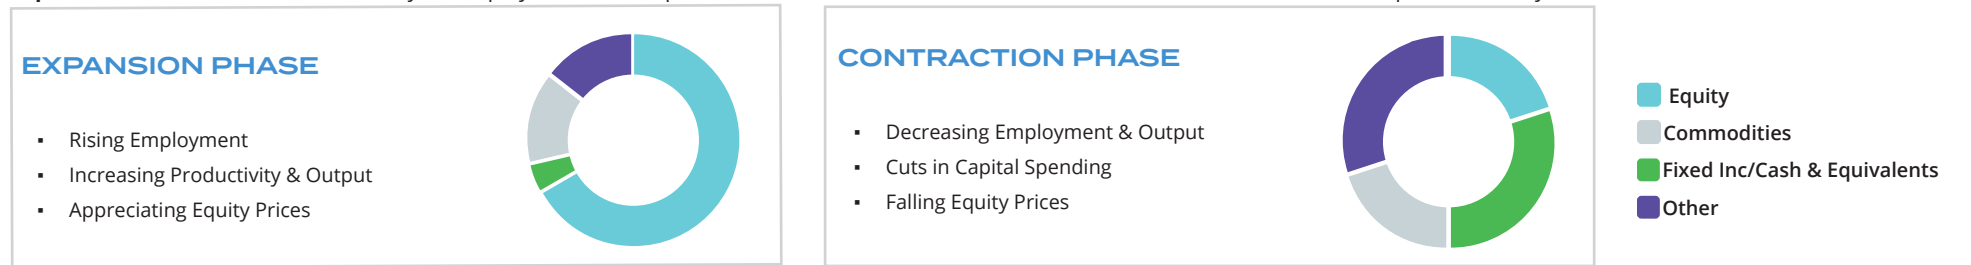 EXPANSION PHASE
▪ Rising Employment
▪ Increasing Productivity & Output
▪ Appreciating Equity Prices
CONTRACTION PHASE
▪ Decreasing Employment & Output
▪ Cuts in Capital Spending
▪ Falling Equity Prices
Equity
Commodities
Fixed Inc/Cash & Equivalents
Other